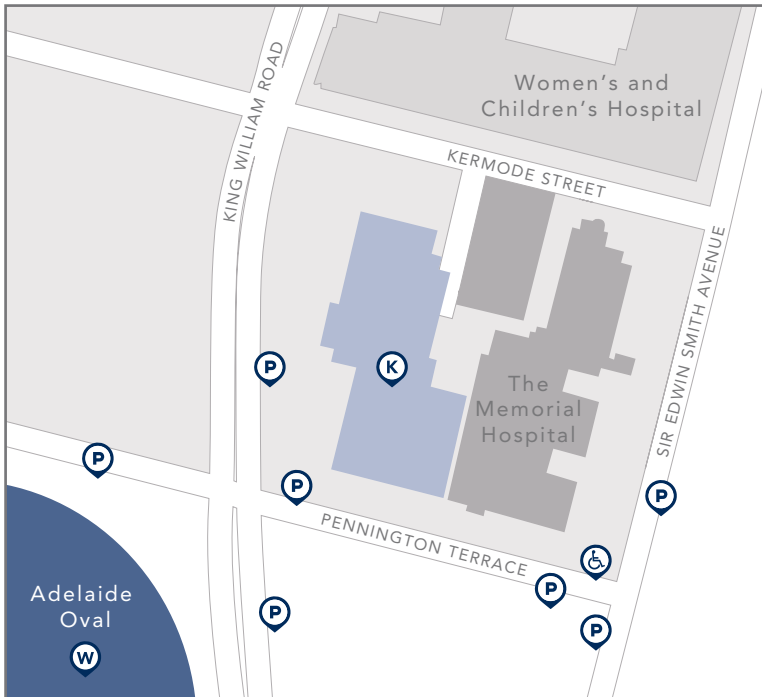 Women's and
Children's Hospital
KING WILLIAM ROAD
KERMODE STREET
SIR EDWIN SMITH AVENUE
P
K
The
Memorial
Hospital
P
P
P
PENNINGTON TERRACE
P
Adelaide
Oval
P
P
W